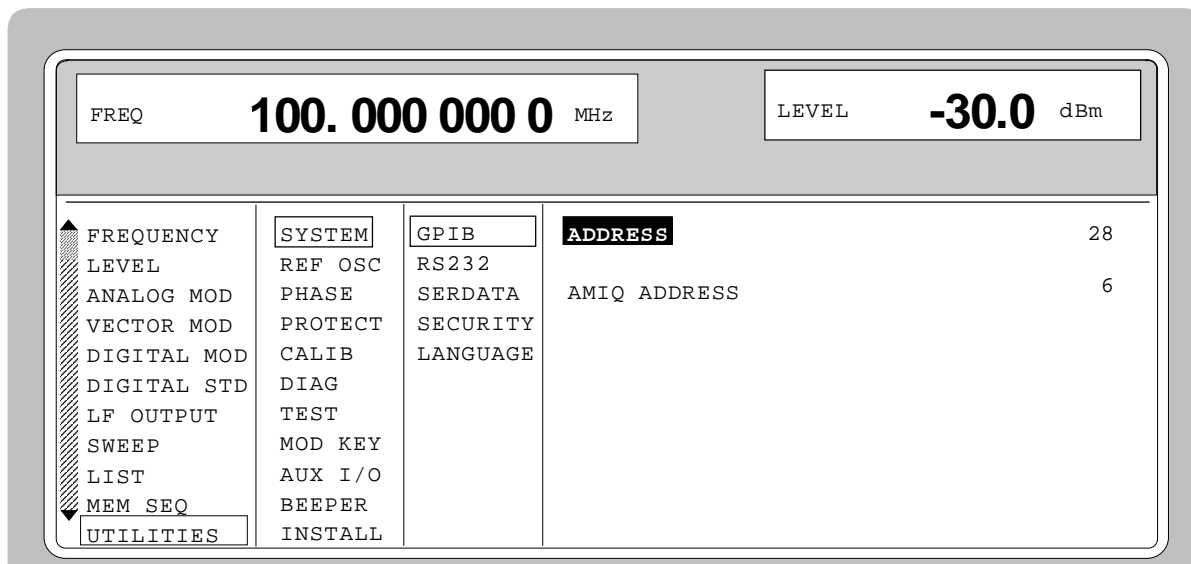 FREQ 100. 000 000 0 MHz LEVEL -30.0 dBm
FREQUENCY SYSTEM GPIB ADDRESS 28
LEVEL REF OSC RS232
ANALOG MOD PHASE SERDATA AMIQ ADDRESS 6
VECTOR MOD PROTECT SECURITY
DIGITAL MOD CALIB LANGUAGE
DIGITAL STD DIAG
LF OUTPUT TEST
SWEEP MOD KEY
LIST AUX I/O
MEM SEQ BEEPER
UTILITIES INSTALL